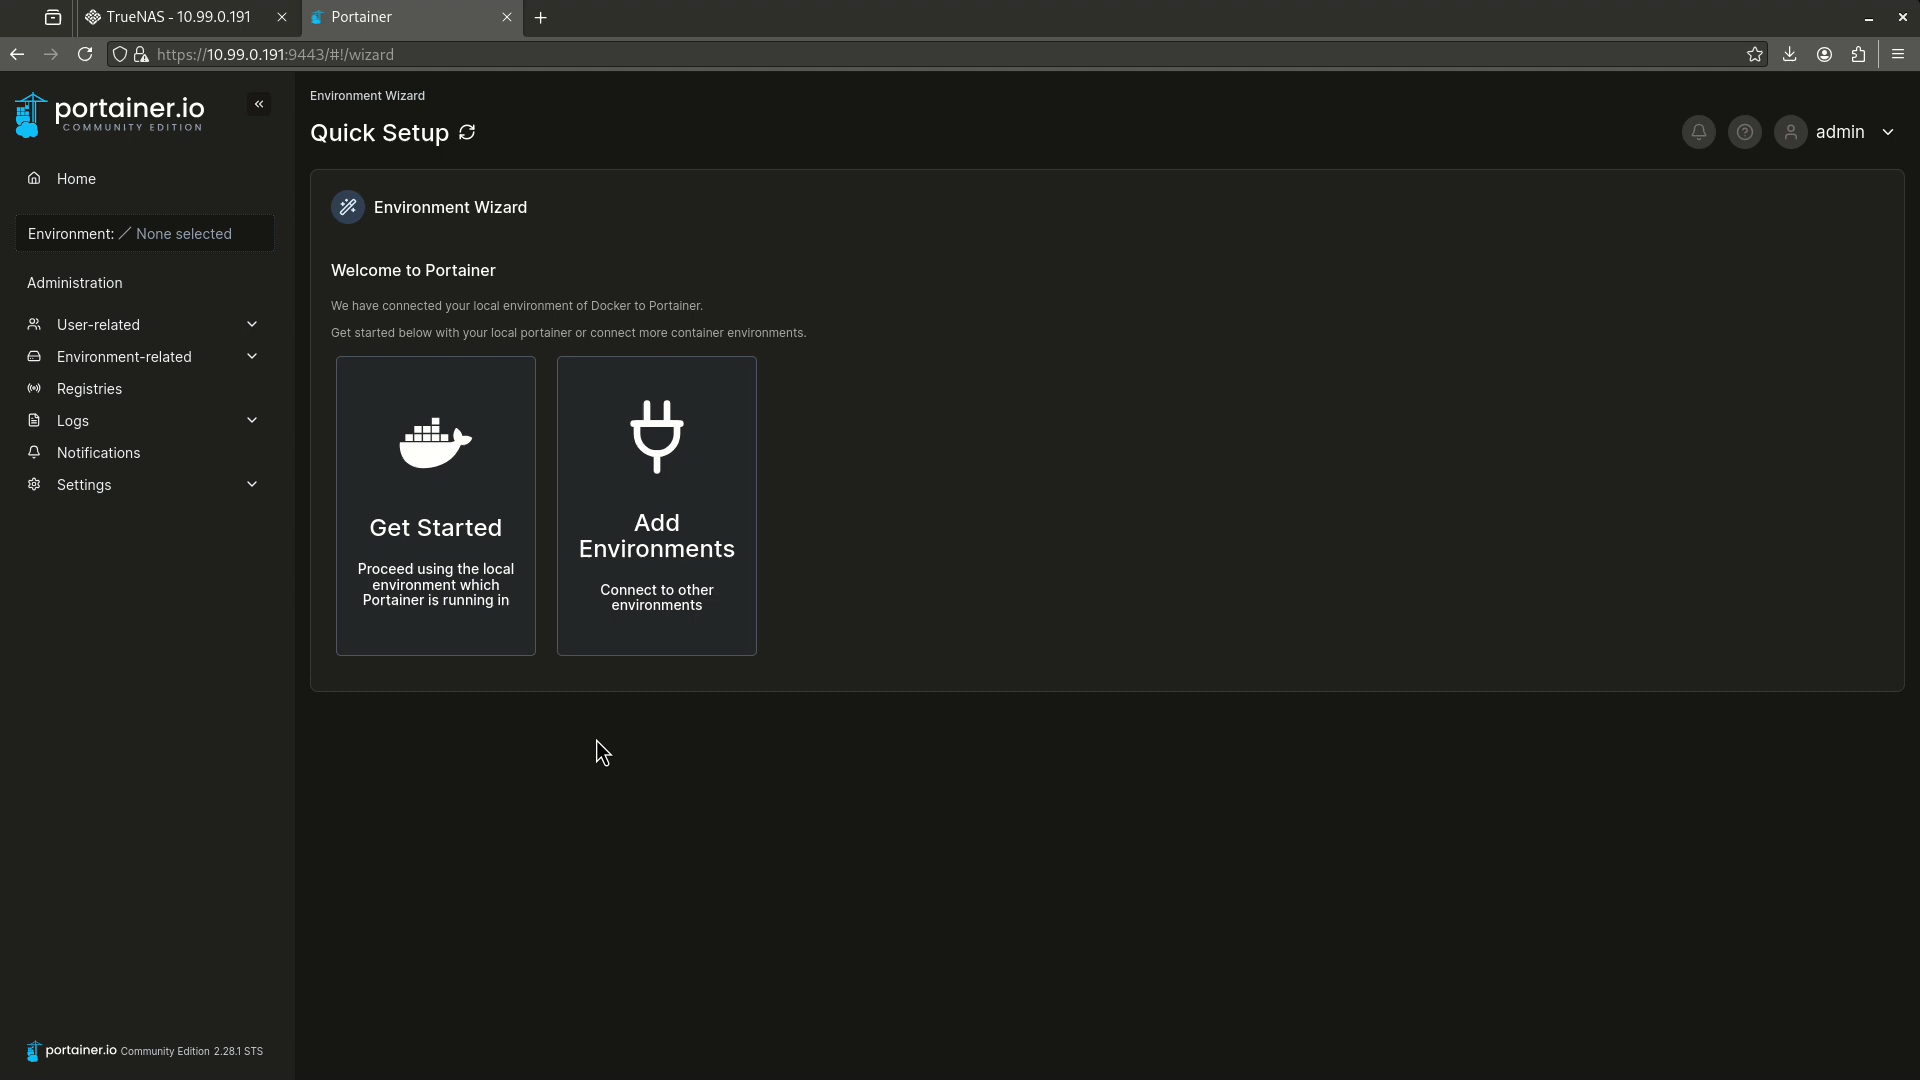 TrueNAS - 10.99.0.191
Portainer
https://10.99.0.191:9443/#!/wizard
portainer.io
COMMUNITY EDITION
Home
Environment: None selected
Administration
User-related
Environment-related
Registries
Logs
Notifications
Settings
portainer.io Community Edition 2.28.1 STS
Environment Wizard
Quick Setup
admin
Environment Wizard
Welcome to Portainer
We have connected your local environment of Docker to Portainer.
Get started below with your local portainer or connect more container environments.
Get Started
Proceed using the local
environment which
Portainer is running in
Add
Environments
Connect to other
environments